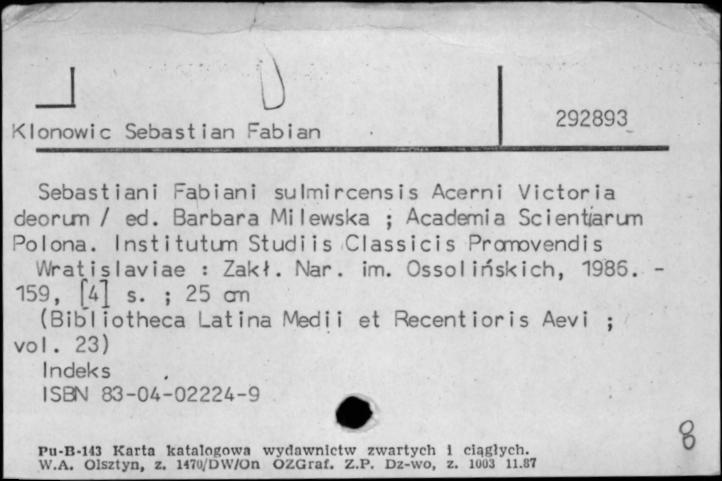 292893
Klonowic Sebastian Fabian
Sebastiani Fabiani sulmircensis Acerni Victoria
deorum / ed. Barbara Milewska ; Academia Scientiarum
Polona. Institutum Studiis Classicis Promovendis
Wratislaviae : Zakł. Nar. im. Ossolińskich, 1986. -
159, [4] s. ; 25 cm
(Bibliotheca Latina Medii et Recentioris Aevi ;
vol. 23)
Indeks
ISBN 83-04-02224-9
8
Pu-B-143 Karta katalogowa wydawnictw zwartych i ciągłych.
W.A. Olsztyn, z. 1470/DW/On OZGraf. Z.P. Dz-wo, z. 1003 11.87